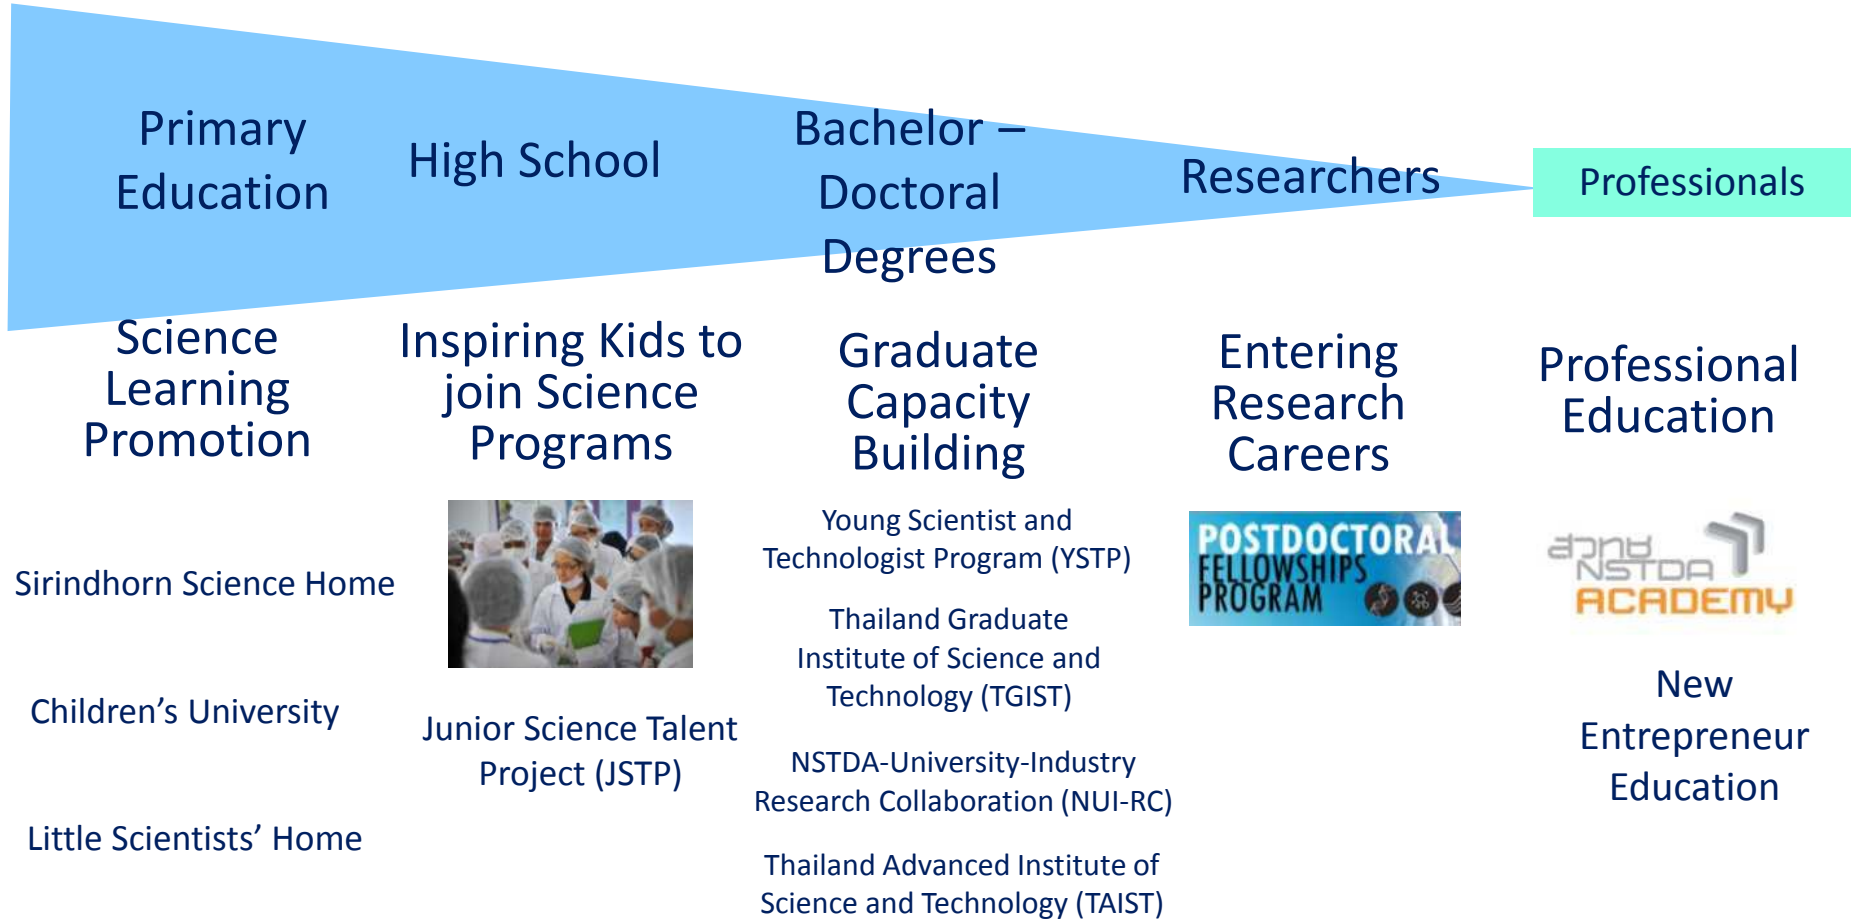 Primary
Education
High School
Bachelor –
Doctoral
Degrees
Researchers
Professionals
Science
Learning
Promotion
Inspiring Kids to
join Science
Programs
Graduate
Capacity
Building
Entering
Research
Careers
Professional
Education
Sirindhorn Science Home
Children’s University
Little Scientists’ Home
Junior Science Talent
Project (JSTP)
Young Scientist and
Technologist Program (YSTP)
Thailand Graduate
Institute of Science and
Technology (TGIST)
NSTDA-University-Industry
Research Collaboration (NUI-RC)
Thailand Advanced Institute of
Science and Technology (TAIST)
POSTDOCTORAL
FELLOWSHIPS
PROGRAM
NSTDA
ACADEMY
New
Entrepreneur
Education